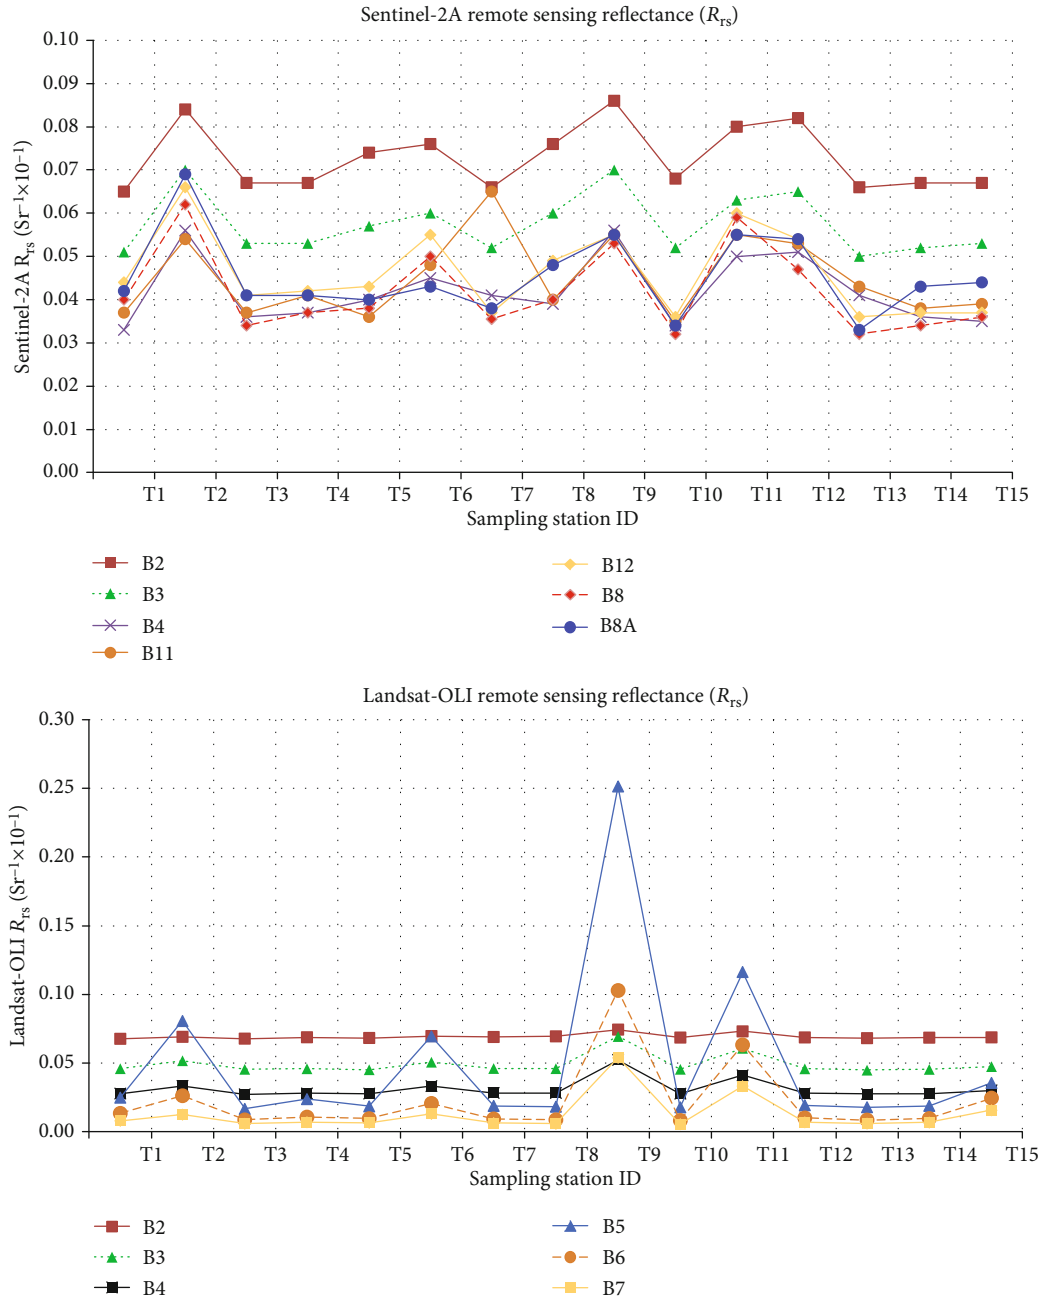 Sentinel-2A remote sensing reflectance (Rrs)
0.10
0.09
0.08
0.07
0.06
0.05
0.04
0.03
0.02
0.01
0.00
Sentinel-2A Rrs (Sr⁻¹×10⁻¹)
T1 T2 T3 T4 T5 T6 T7 T8 T9 T10 T11 T12 T13 T14 T15
Sampling station ID
B2
B3
B4
B11
B12
B8
B8A
Landsat-OLI remote sensing reflectance (Rrs)
0.30
0.25
0.20
0.15
0.10
0.05
0.00
Landsat-OLI Rrs (Sr⁻¹×10⁻¹)
T1 T2 T3 T4 T5 T6 T7 T8 T9 T10 T11 T12 T13 T14 T15
Sampling station ID
B2
B3
B4
B5
B6
B7